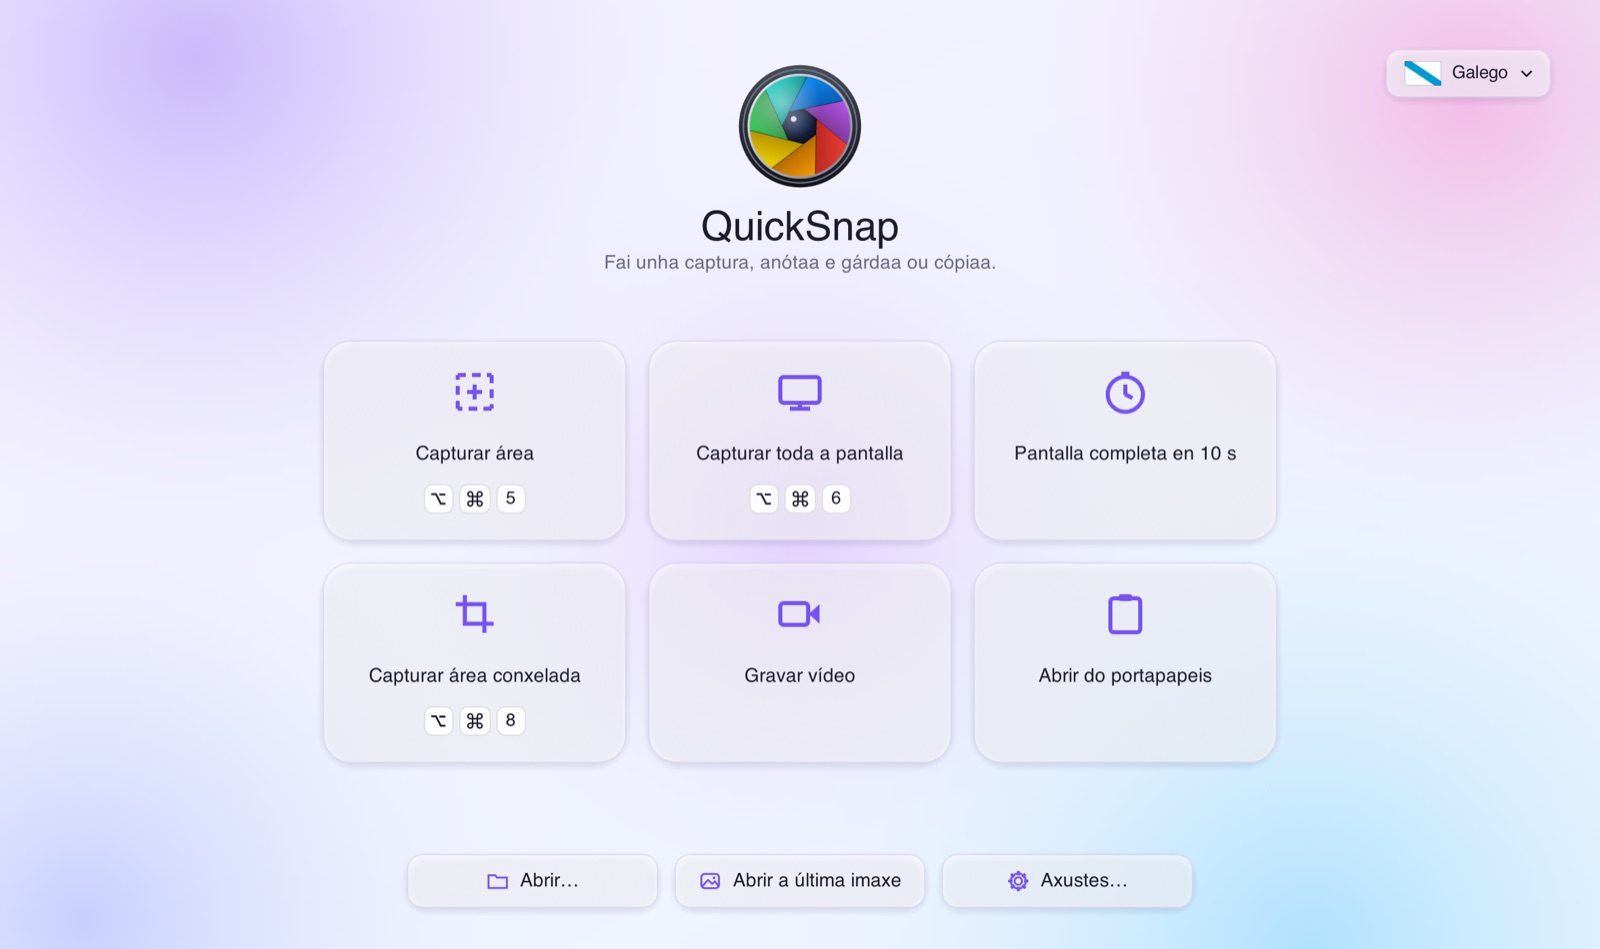 Galego
QuickSnap
Fai unha captura, anótaa e gárdaa ou cópiaa.
Capturar área
⌥ ⌘ 5
Capturar toda a pantalla
⌥ ⌘ 6
Pantalla completa en 10 s
Capturar área conxelada
⌥ ⌘ 8
Gravar vídeo
Abrir do portapapeis
Abrir…
Abrir a última imaxe
Axustes…